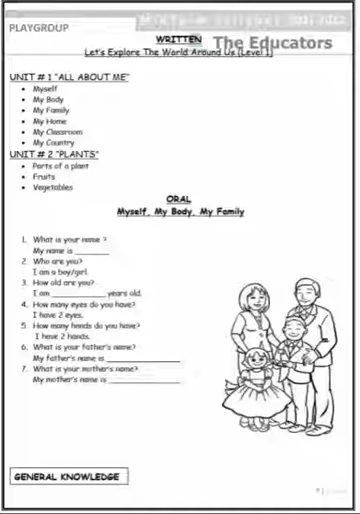 PLAYGROUP
WRITTEN The Educators
Let's Explore The World Around Us (Level 1)
UNIT # 1 "ALL ABOUT ME"
• Myself
• My Body
• My Family
• My Home
• My Classroom
• My Country
UNIT # 2 "PLANTS"
• Parts of a plant
• Fruits
• Vegetables
ORAL
Myself, My Body, My Family
1. What is your name ?
My name is ________
2. Who are you?
I am a boy/girl.
3. How old are you?
I am ____________ years old.
4. How many eyes do you have?
I have 2 eyes.
5. How many hands do you have?
I have 2 hands.
6. What is your father's name?
My father's name is ________________
7. What is your mother's name?
My mother's name is ________________
GENERAL KNOWLEDGE